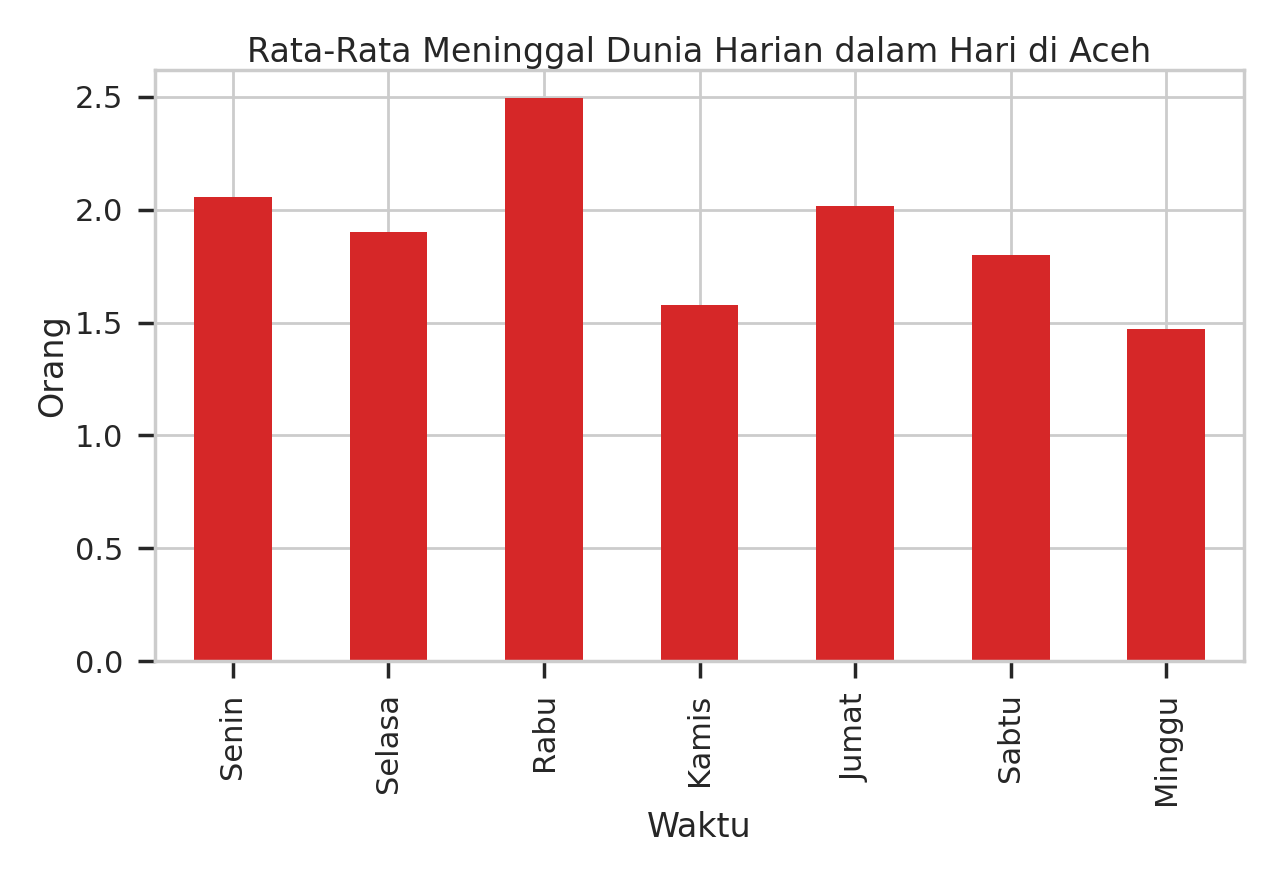 Rata-Rata Meninggal Dunia Harian dalam Hari di Aceh
Orang
2.5
2.0
1.5
1.0
0.5
0.0
Senin
Selasa
Rabu
Kamis
Jumat
Sabtu
Minggu
Waktu